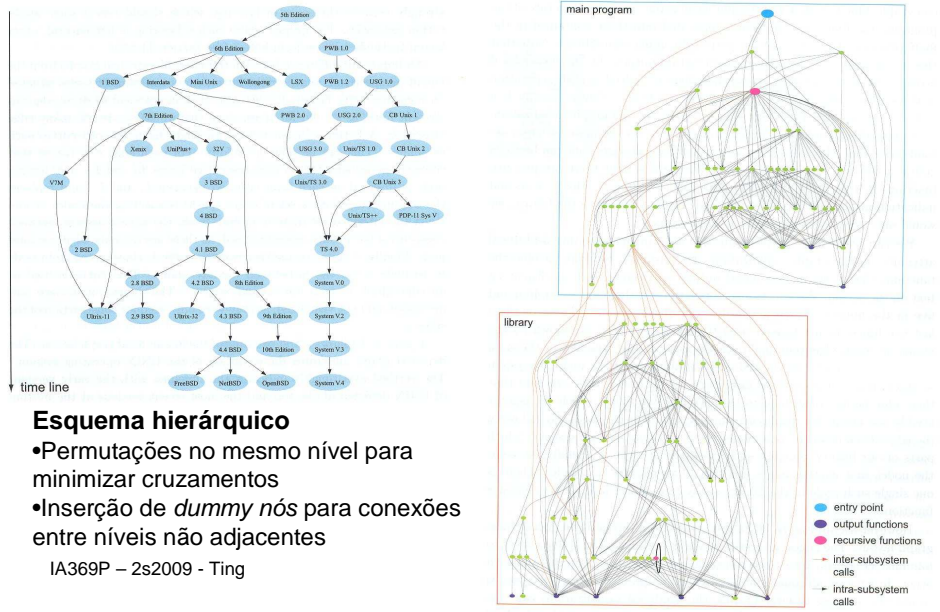 5th Edition
6th Edition
PWB 1.0
1 BSD
Interdata
Mini Unix
Wollongong
LSX
PWB 1.2
USG 1.0
7th Edition
PWB 2.0
USG 2.0
CB Unix 1
Xenix
UniPlus+
32V
USG 3.0
Unix/TS 1.0
CB Unix 2
V7M
3 BSD
Unix/TS 3.0
CB Unix 3
4 BSD
Unix/TS++
PDP-11 Sys V
2 BSD
4.1 BSD
TS 4.0
2.8 BSD
4.2 BSD
8th Edition
System V.0
Ultrix-11
2.9 BSD
Ultrix-32
4.3 BSD
9th Edition
System V.2
4.4 BSD
10th Edition
System V.3
FreeBSD
NetBSD
OpenBSD
System V.4
time line
Esquema hierárquico
•Permutações no mesmo nível para
minimizar cruzamentos
•Inserção de dummy nós para conexões
entre níveis não adjacentes
IA369P – 2s2009 - Ting
main program
library
entry point
output functions
recursive functions
inter-subsystem
calls
intra-subsystem
calls